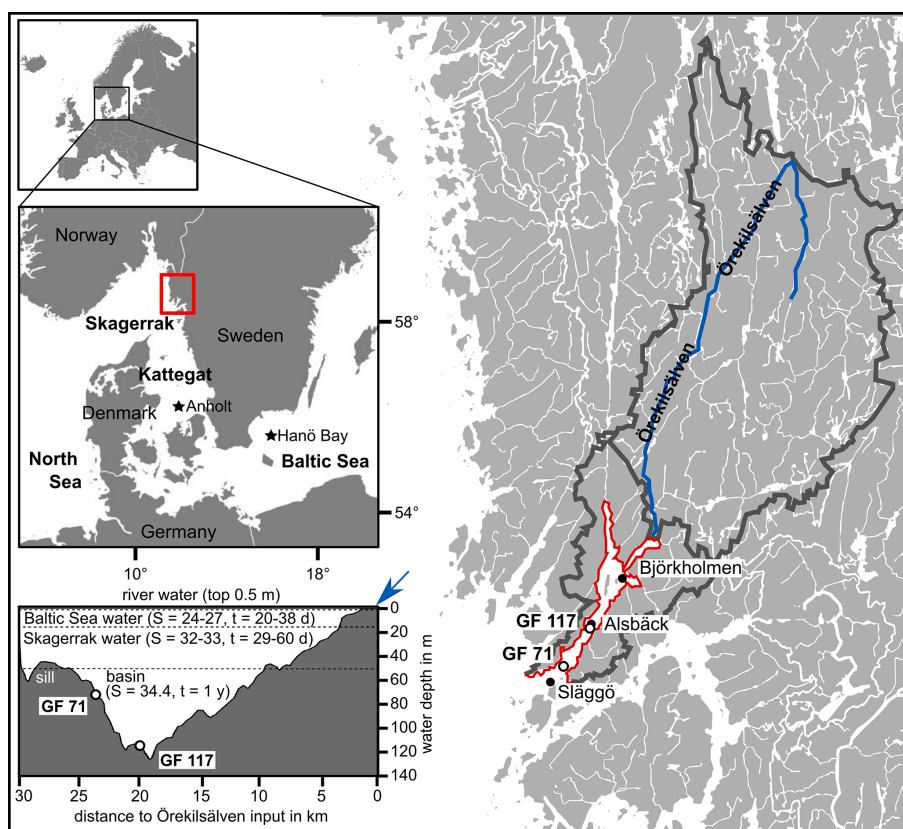 Norway
Skagerrak
Sweden
Kattegat
Denmark
Anholt
Hanö Bay
North
Sea
Baltic Sea
Germany
58°
54°
10°
18°
river water (top 0.5 m)
Baltic Sea water (S = 24-27, t = 20-38 d)
Skagerrak water (S = 32-33, t = 29-60 d)
sill
basin
(S = 34.4, t = 1 y)
GF 71
GF 117
0
20
40
60
80
100
120
140
water depth in m
30
25
20
15
10
5
0
distance to Örekilsälven input in km
Örekilsälven
Örekilsälven
Björkholmen
GF 117
Alsbäck
GF 71
Släggö